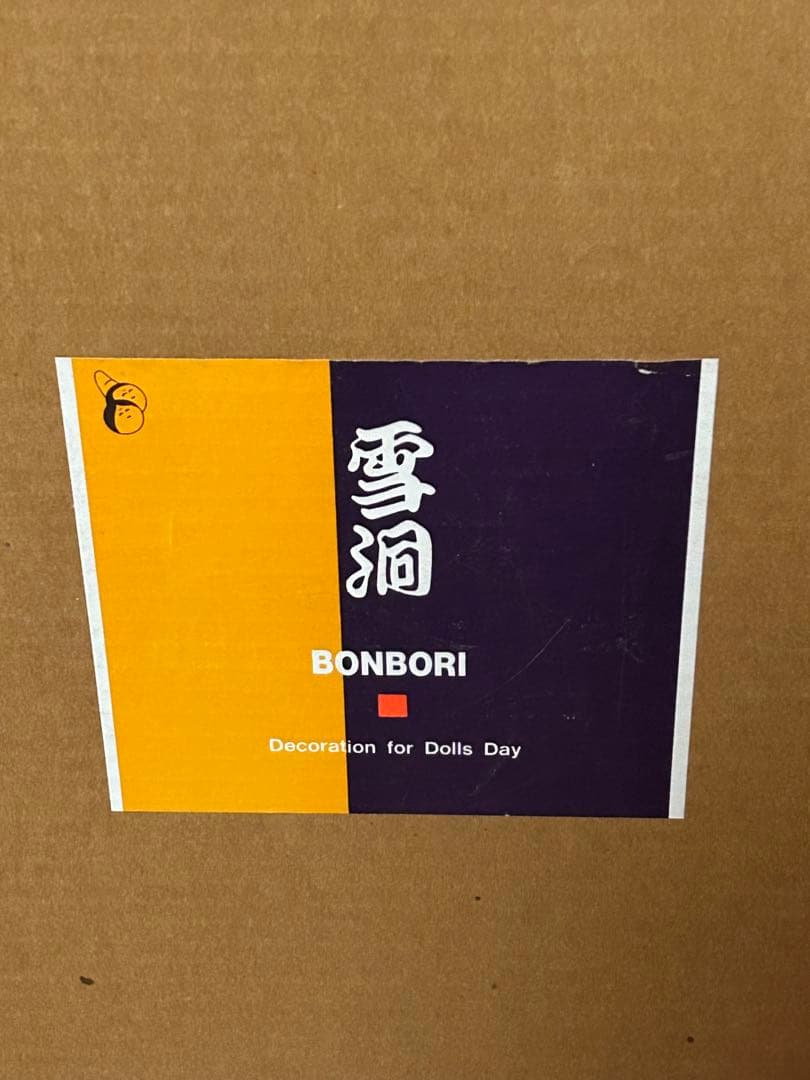 雪洞
BONBORI
Decoration for Dolls Day